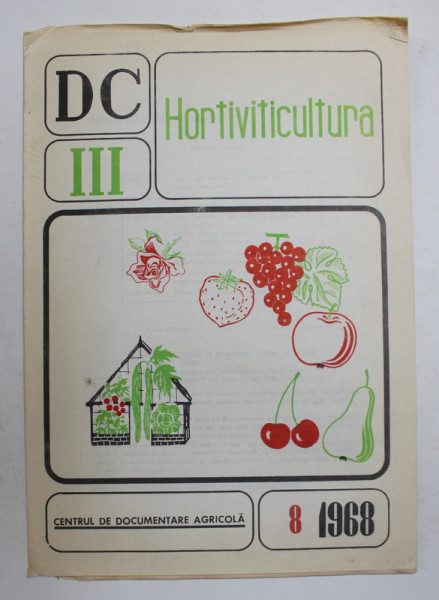 DC
Hortiviticultura
III
CENTRUL DE DOCUMENTARE AGRICOLĂ
8 1968